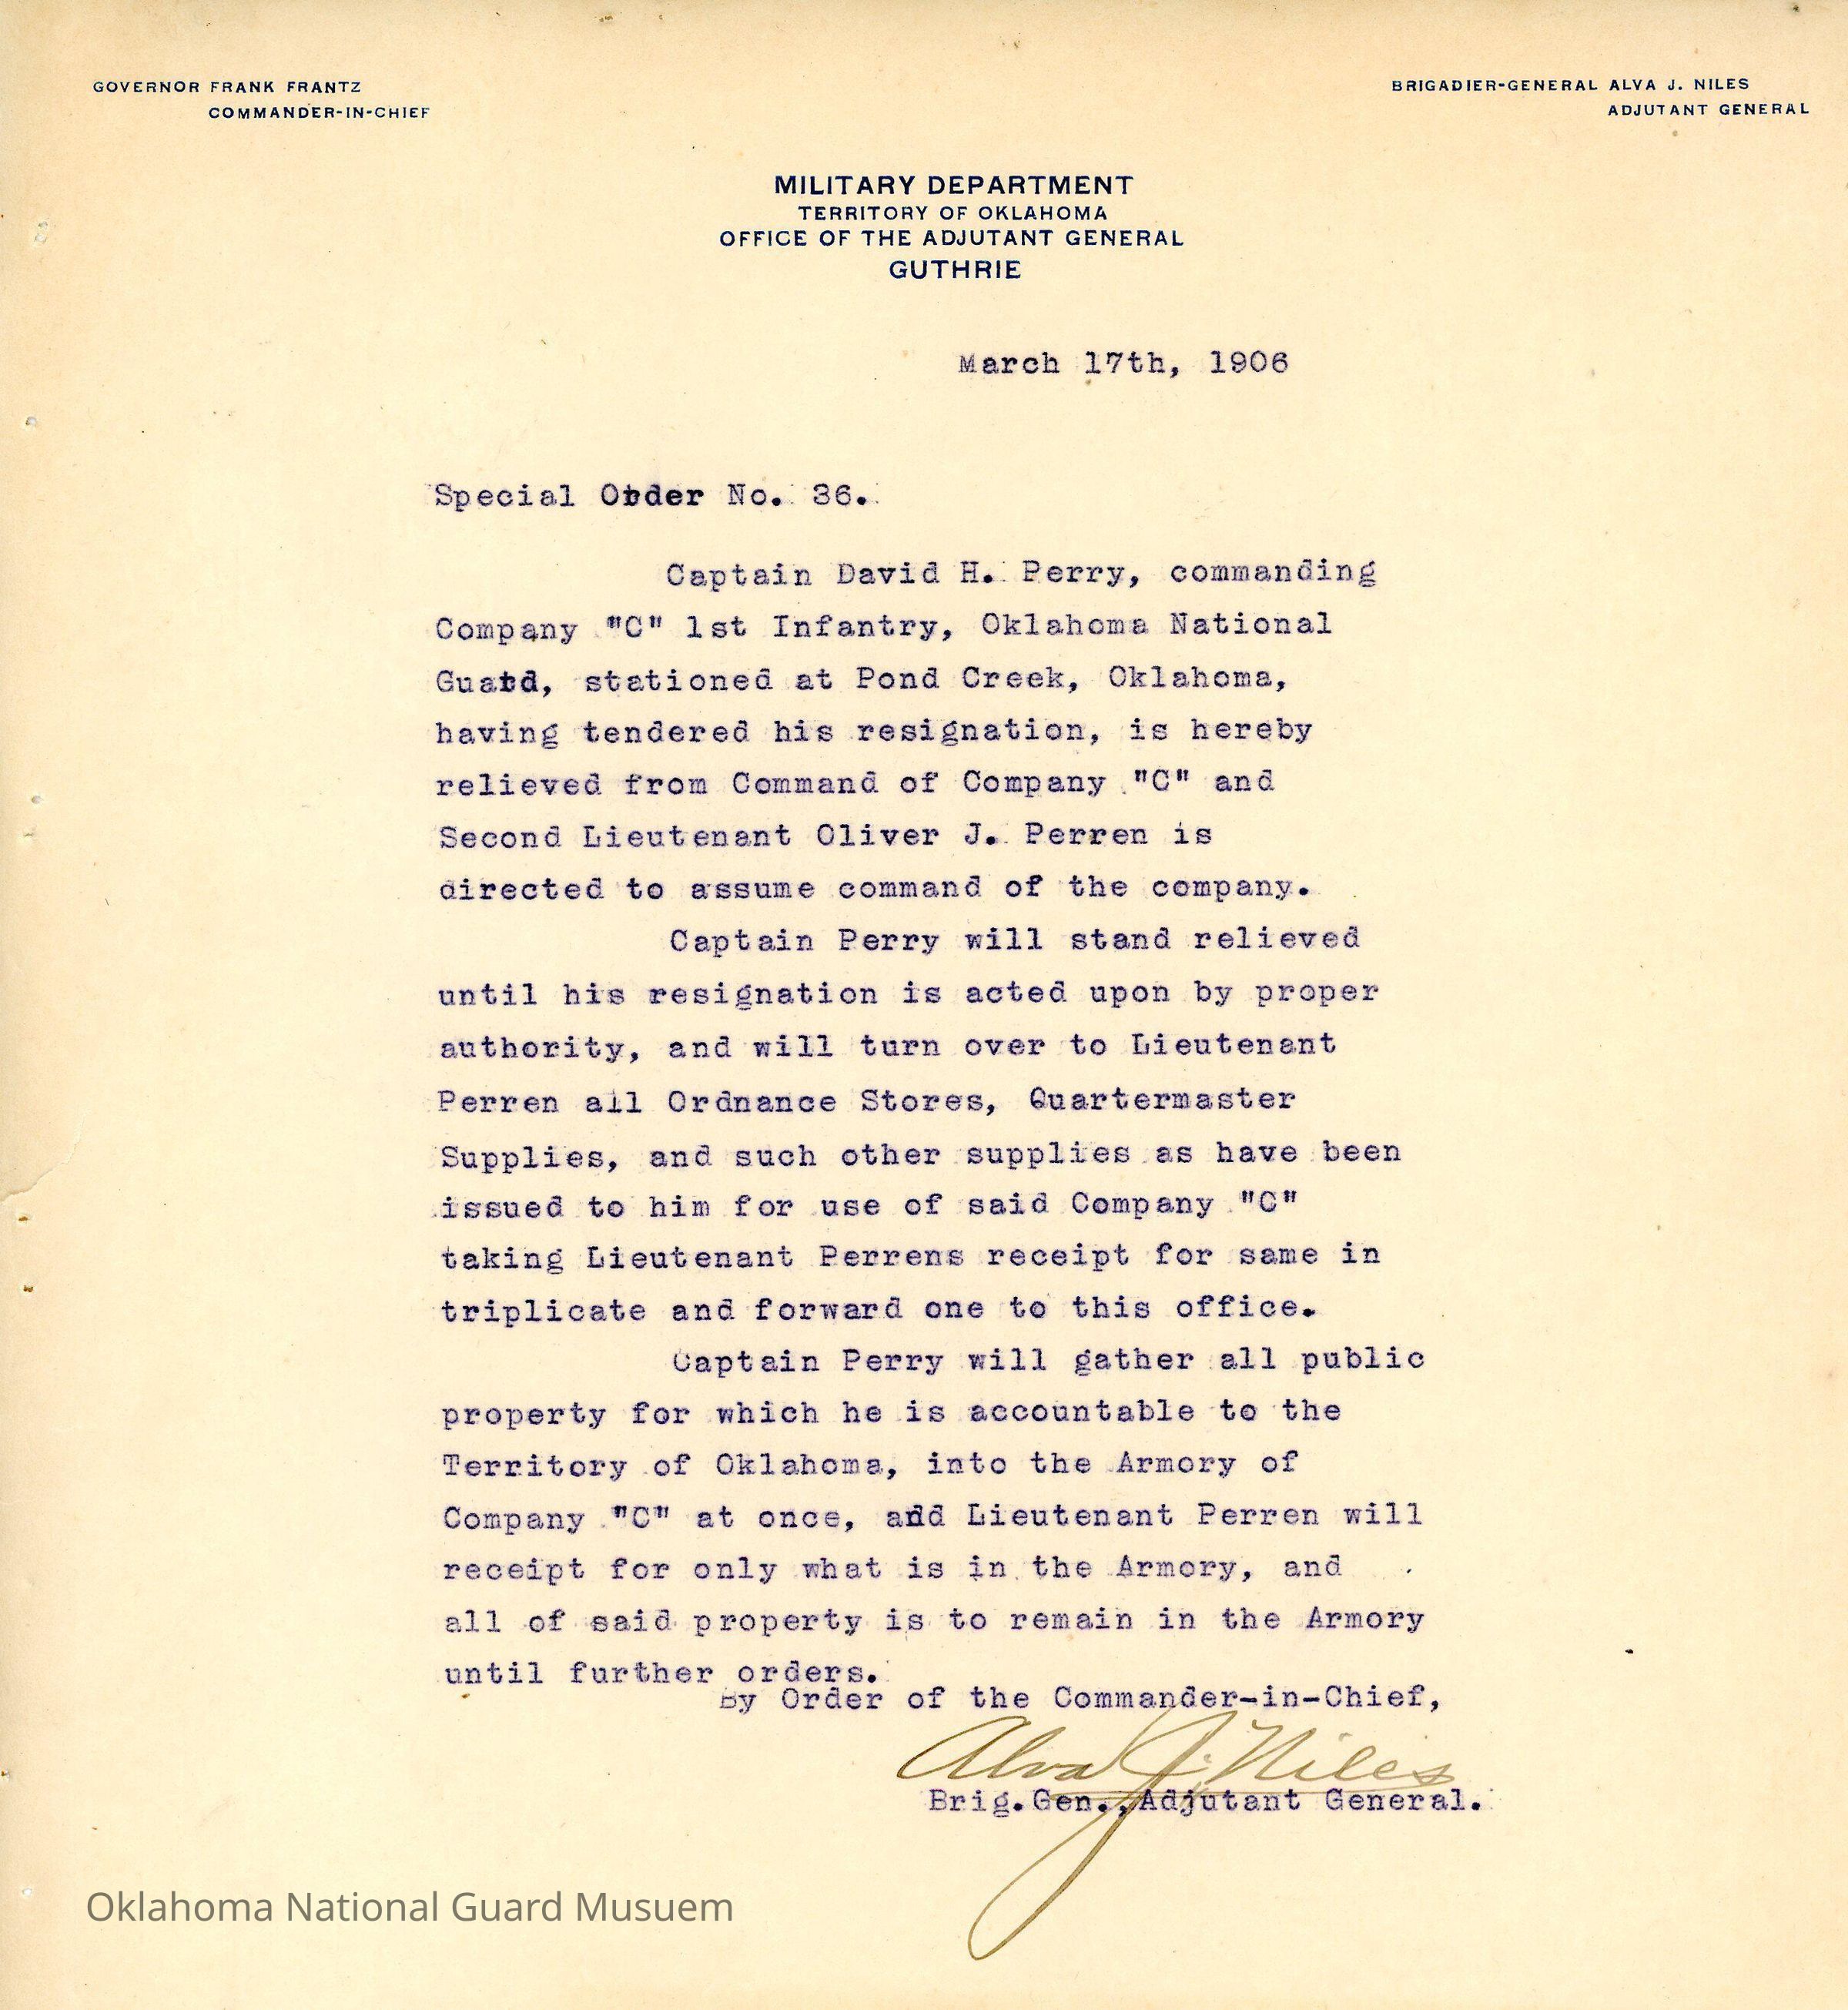 GOVERNOR FRANK FRANTZ
COMMANDER-IN-CHIEF
BRIGADIER-GENERAL ALVA J. NILES
ADJUTANT GENERAL
MILITARY DEPARTMENT
TERRITORY OF OKLAHOMA
OFFICE OF THE ADJUTANT GENERAL
GUTHRIE
March 17th, 1906
Special Order No. 36.
Captain David H. Perry, commanding
Company "C" 1st Infantry, Oklahoma National
Guard, stationed at Pond Creek, Oklahoma,
having tendered his resignation, is hereby
relieved from Command of Company "C" and
Second Lieutenant Oliver J. Perren is
directed to assume command of the company.
Captain Perry will stand relieved
until his resignation is acted upon by proper
authority, and will turn over to Lieutenant
Perren all Ordnance Stores, Quartermaster
Supplies, and such other supplies as have been
issued to him for use of said Company "C"
taking Lieutenant Perrens receipt for same in
triplicate and forward one to this office.
Captain Perry will gather all public
property for which he is accountable to the
Territory of Oklahoma, into the Armory of
Company "C" at once, and Lieutenant Perren will
receipt for only what is in the Armory, and
all of said property is to remain in the Armory
until further orders.
By Order of the Commander-in-Chief,
Alva J. Niles
Brig.Gen.,Adjutant General.
Oklahoma National Guard Musuem